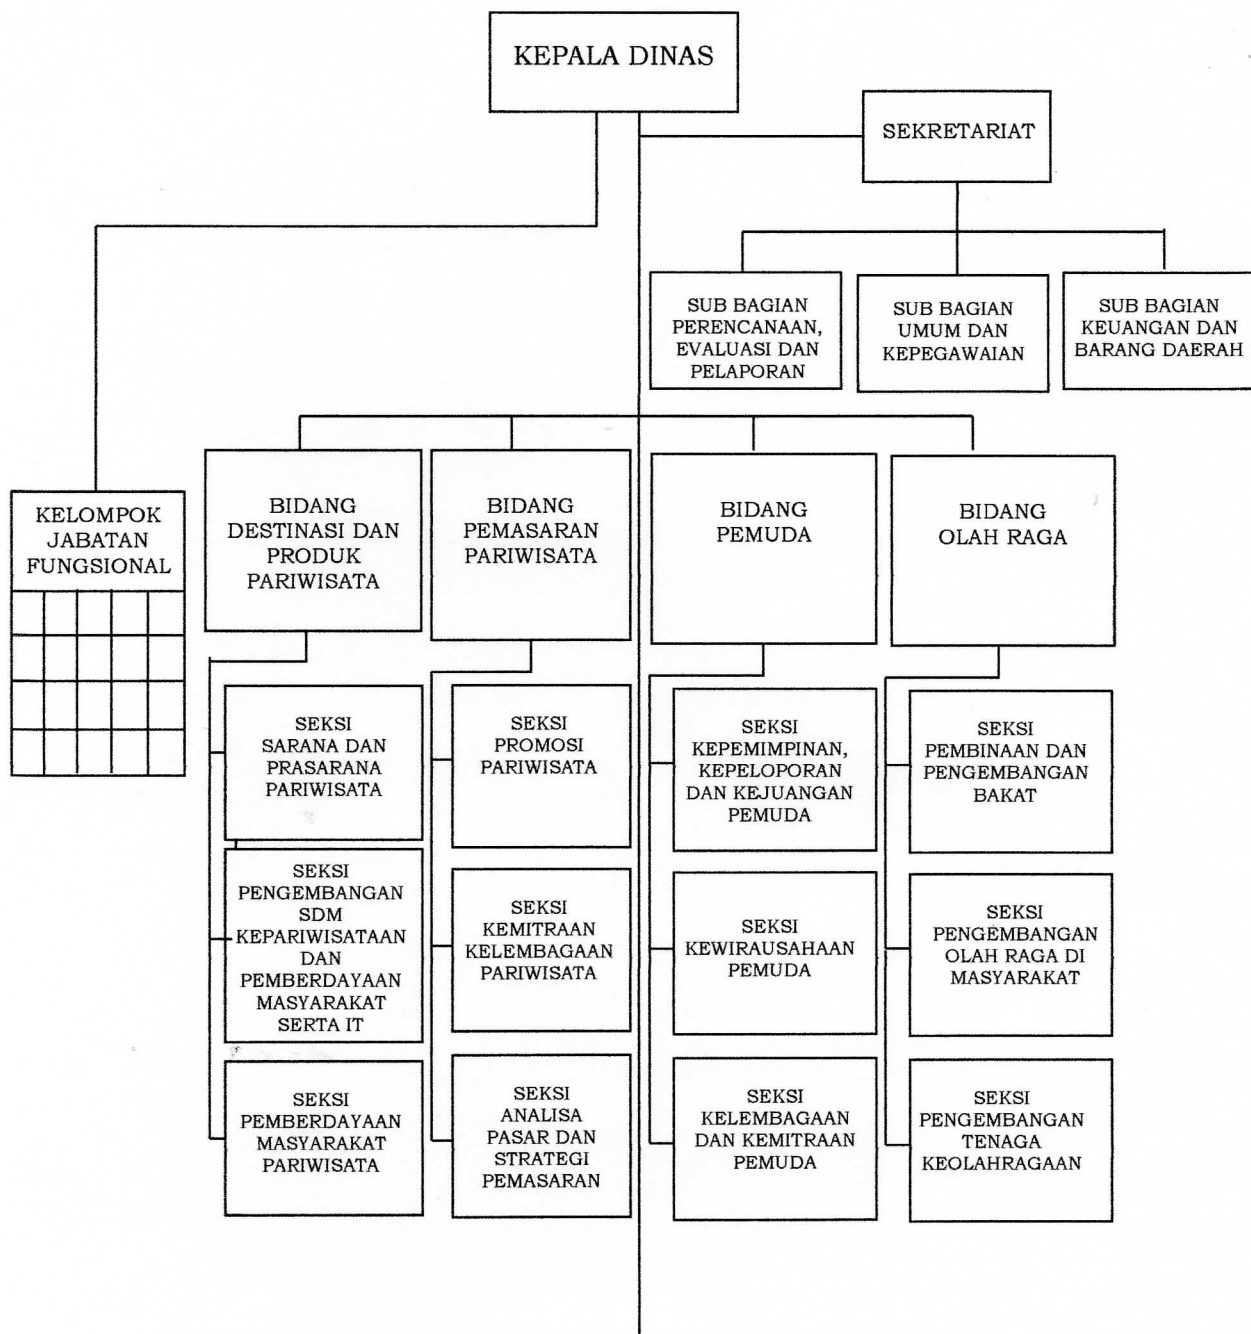 KEPALA DINAS
SEKRETARIAT
SUB BAGIAN
PERENCANAAN,
EVALUASI DAN
PELAPORAN
SUB BAGIAN
UMUM DAN
KEPEGAWAIAN
SUB BAGIAN
KEUANGAN DAN
BARANG DAERAH
KELOMPOK
JABATAN
FUNGSIONAL
BIDANG
DESTINASI DAN
PRODUK
PARIWISATA
BIDANG
PEMASARAN
PARIWISATA
BIDANG
PEMUDA
BIDANG
OLAH RAGA
SEKSI
SARANA DAN
PRASARANA
PARIWISATA
SEKSI
PENGEMBANGAN
SDM
KEPARIWISATAAN
DAN
PEMBERDAYAAN
MASYARAKAT
SERTA IT
SEKSI
PEMBERDAYAAN
MASYARAKAT
PARIWISATA
SEKSI
PROMOSI
PARIWISATA
SEKSI
KEMITRAAN
KELEMBAGAAN
PARIWISATA
SEKSI
ANALISA
PASAR DAN
STRATEGI
PEMASARAN
SEKSI
KEPEMIMPINAN,
KEPELOPORAN
DAN KEJUANGAN
PEMUDA
SEKSI
KEWIRAUSAHAAN
PEMUDA
SEKSI
KELEMBAGAAN
DAN KEMITRAAN
PEMUDA
SEKSI
PEMBINAAN DAN
PENGEMBANGAN
BAKAT
SEKSI
PENGEMBANGAN
OLAH RAGA DI
MASYARAKAT
SEKSI
PENGEMBANGAN
TENAGA
KEOLAHRAGAAN